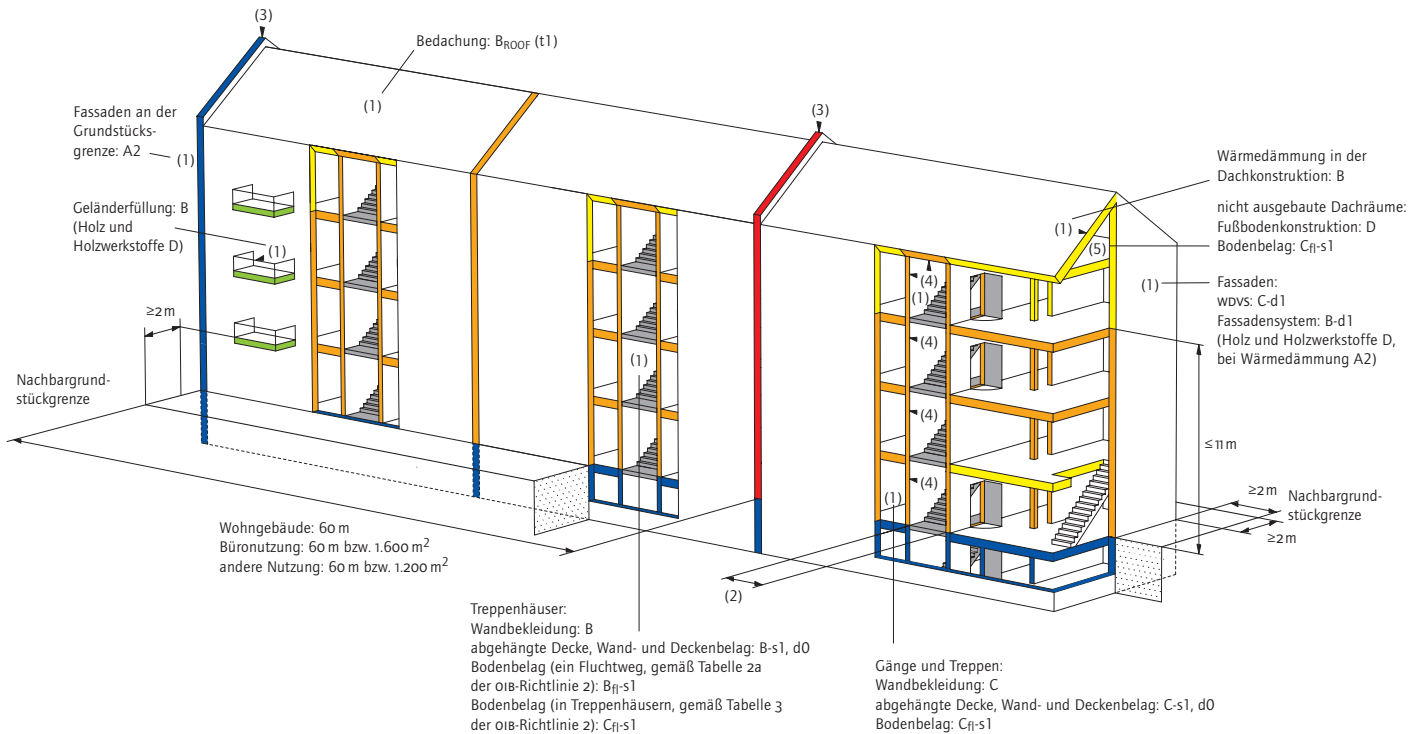 (3)
Bedachung: BROOF (t1)
(1)
Fassaden an der
Grundstücks-
grenze: A2
(1)
Geländerfüllung: B
(Holz und
Holzwerkstoffe D)
(1)
≥2m
Nachbargrund-
stückgrenze
Wohngebäude: 60 m
Büronutzung: 60 m bzw. 1.600 m²
andere Nutzung: 60 m bzw. 1.200 m²
(1)
Treppenhäuser:
Wandbekleidung: B
abgehängte Decke, Wand- und Deckenbelag: B-s1, d0
Bodenbelag (ein Fluchtweg, gemäß Tabelle 2a
der OIB-Richtlinie 2): Bfl-s1
Bodenbelag (in Treppenhäusern, gemäß Tabelle 3
der OIB-Richtlinie 2): Cfl-s1
(3)
(2)
(4)
(1)
(4)
(4)
(4)
(1)
Gänge und Treppen:
Wandbekleidung: C
abgehängte Decke, Wand- und Deckenbelag: C-s1, d0
Bodenbelag: Cfl-s1
Wärmedämmung in der
Dachkonstruktion: B
(1)
nicht ausgebaute Dachräume:
Fußbodenkonstruktion: D
Bodenbelag: Cfl-s1
(5)
(1)
Fassaden:
WDVS: C-d1
Fassadensystem: B-d1
(Holz und Holzwerkstoffe D,
bei Wärmedämmung A2)
≤11m
≥2m
≥2m
Nachbargrund-
stückgrenze